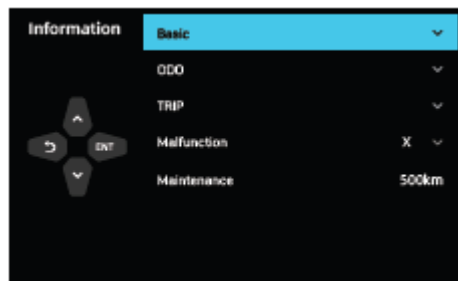 Information
Basic
ODO
TRIP
ENT
Malfunction X
Maintenance 500km